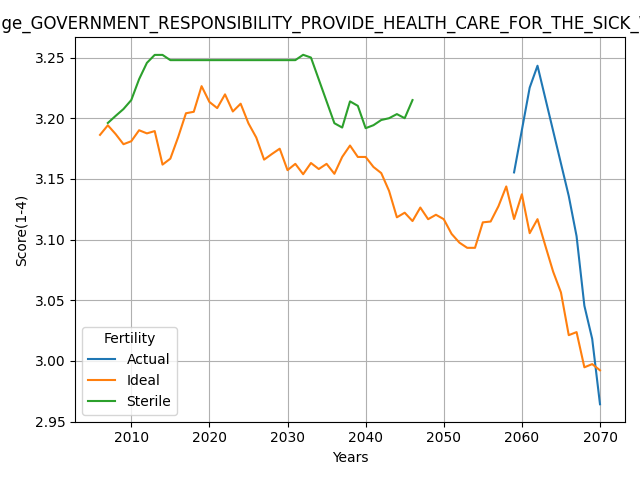 ge_GOVERNMENT_RESPONSIBILITY_PROVIDE_HEALTH_CARE_FOR_THE_SICK_
3.25
3.20
3.15
3.10
3.05
3.00
2.95
Score(1-4)
Fertility
Actual
Ideal
Sterile
2010 2020 2030 2040 2050 2060 2070
Years